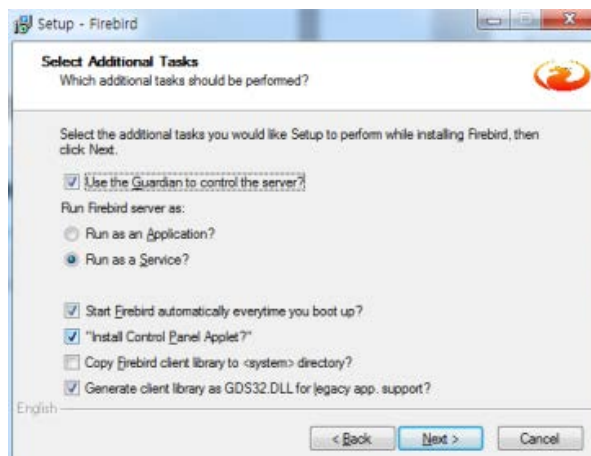 Setup - Firebird
Select Additional Tasks
Which additional tasks should be performed?
Select the additional tasks you would like Setup to perform while installing Firebird, then
click Next.
Use the Guardian to control the server?
Run Firebird server as:
Run as an Application?
Run as a Service?
Start Firebird automatically everytime you boot up?
"Install Control Panel Applet?"
Copy Firebird client library to <system> directory?
Generate client library as GDS32.DLL for legacy app. support?
English
< Back
Next >
Cancel